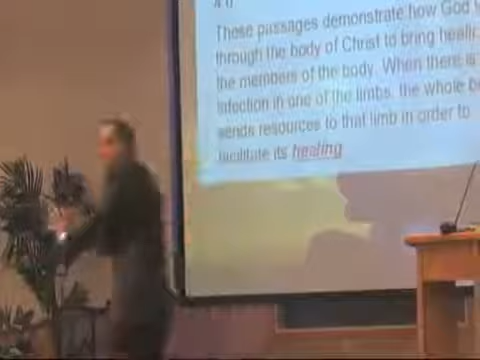 These passages demonstrate how God
through the body of Christ to bring healing
the members of the body. When there is
infection in one of the limbs, the whole
sends resources to that limb in order to
facilitate its healing